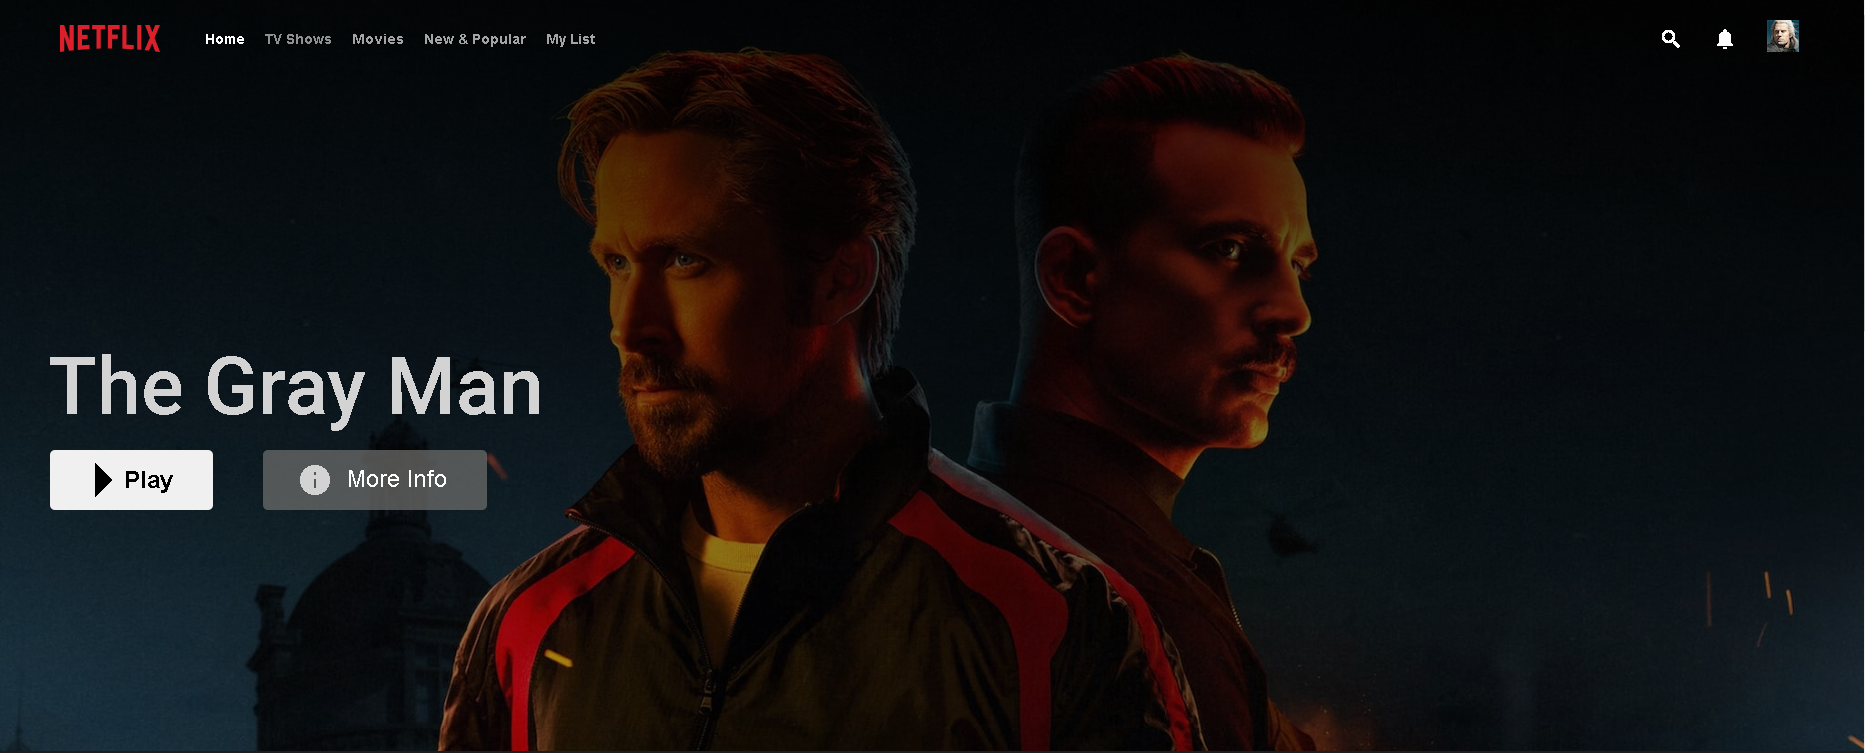 NETFLIX Home TV Shows Movies New & Popular My List
The Gray Man
Play More Info